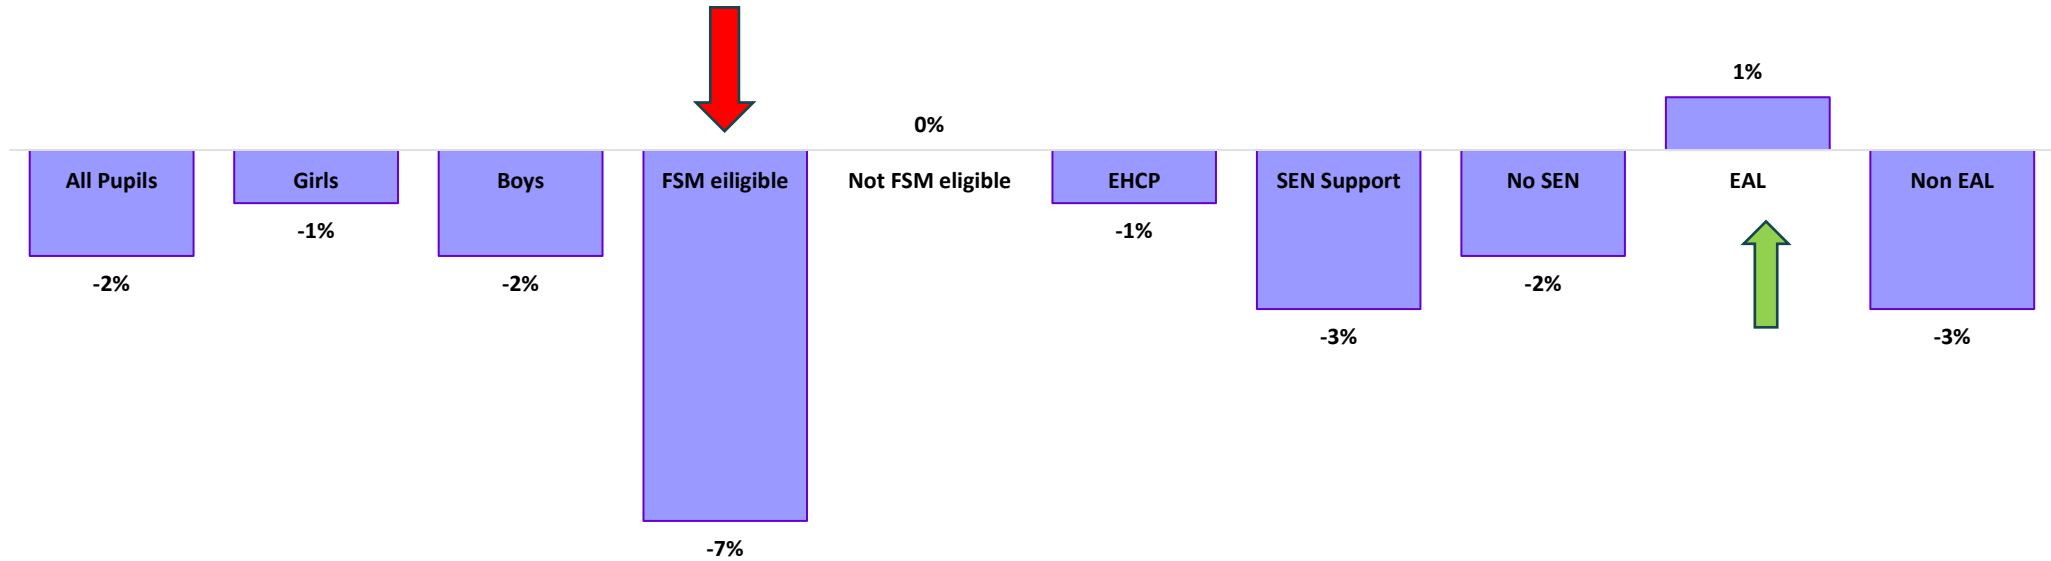 1%
0%
All Pupils Girls Boys FSM eiligible Not FSM eligible EHCP SEN Support No SEN EAL Non EAL
-1% -1%
-2% -2% -2%
-3% -3%
-7%